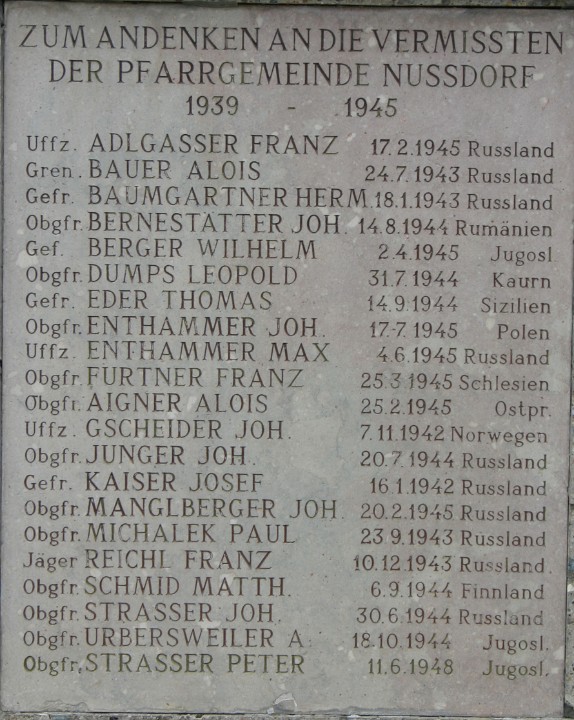 ZUM ANDENKEN AN DIE VERMISSTEN
DER PFARRGEMEINDE NUSSDORF
1939 - 1945
Uffz. ADLGASSER FRANZ 17.2.1945 Russland
Gren. BAUER ALOIS 24.7.1943 Russland
Gefr. BAUMGARTNER HERM. 18.1.1943 Russland
Obgfr. BERNESTÄTTER JOH. 14.8.1944 Rumänien
Gef. BERGER WILHELM 2.4.1945 Jugosl
Obgfr. DUMPS LEOPOLD 31.7.1944 Kaurn
Gefr. EDER THOMAS 14.9.1944 Sizilien
Obgfr. ENTHAMMER JOH. 17.7.1945 Polen
Uffz. ENTHAMMER MAX 4.6.1945 Russland
Obgfr. FURTNER FRANZ 25.3.1945 Schlesien
Obgfr. AIGNER ALOIS 25.2.1945 Ostpr.
Uffz. GSCHEIDER JOH. 7.11.1942 Norwegen
Obgfr. JUNGER JOH. 20.7.1944 Russland
Gefr. KAISER JOSEF 16.1.1942 Russland
Obgfr. MANGLBERGER JOH. 20.2.1945 Russland
Obgfr. MICHALEK PAUL 23.9.1943 Russland
Jäger REICHL FRANZ 10.12.1943 Russland.
Obgfr. SCHMID MATTH. 6.9.1944 Finnland
Obgfr. STRASSER JOH. 30.6.1944 Russland
Obgfr. URBERSWEILER A. 18.10.1944 Jugosl.
Obgfr. STRASSER PETER 11.6.1948 Jugosl.